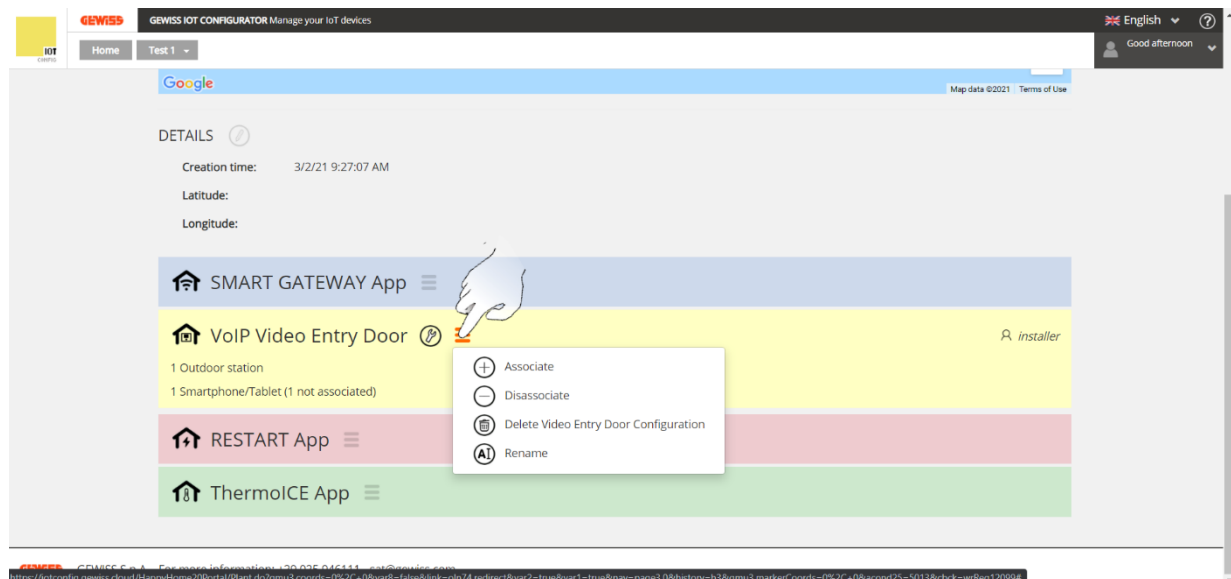 GEWISS GEWISS IOT CONFIGURATOR Manage your IoT devices English ?
IOT CONFIG Home Test 1 Good afternoon
Google Map data ©2021 Terms of Use
DETAILS
Creation time: 3/2/21 9:27:07 AM
Latitude:
Longitude:
SMART GATEWAY App
VoIP Video Entry Door installer
1 Outdoor station
1 Smartphone/Tablet (1 not associated)
Associate
Disassociate
Delete Video Entry Door Configuration
AI Rename
RESTART App
ThermoICE App